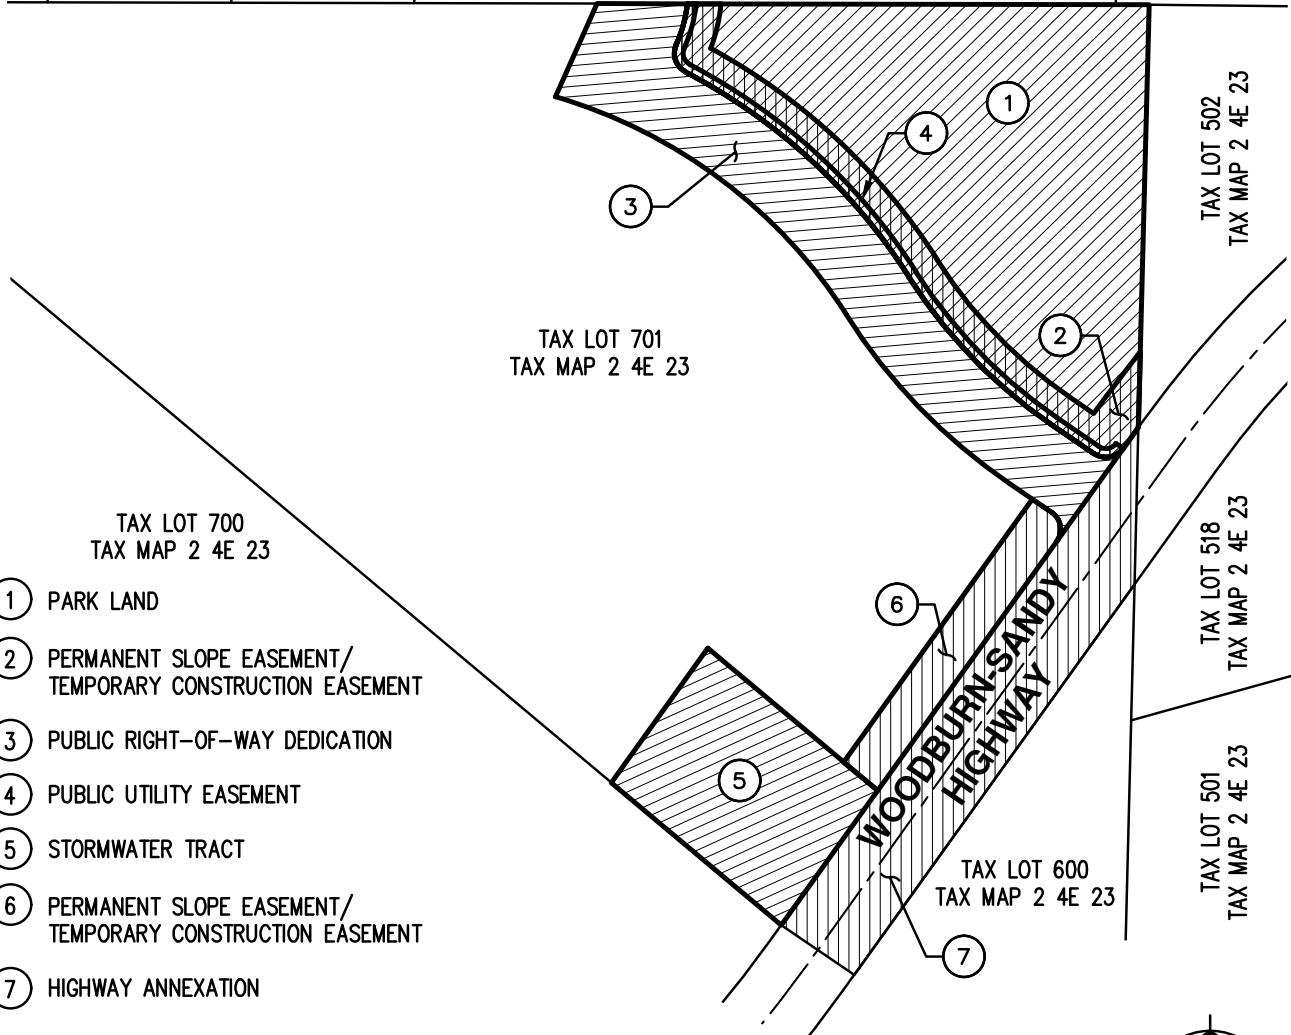 1
4
3
2
TAX LOT 502
TAX MAP 2 4E 23
TAX LOT 701
TAX MAP 2 4E 23
TAX LOT 700
TAX MAP 2 4E 23
TAX LOT 518
TAX MAP 2 4E 23
6
WOODBURN-SANDY
HIGHWAY
5
TAX LOT 501
TAX MAP 2 4E 23
TAX LOT 600
TAX MAP 2 4E 23
7
1 PARK LAND
2 PERMANENT SLOPE EASEMENT/
TEMPORARY CONSTRUCTION EASEMENT
3 PUBLIC RIGHT-OF-WAY DEDICATION
4 PUBLIC UTILITY EASEMENT
5 STORMWATER TRACT
6 PERMANENT SLOPE EASEMENT/
TEMPORARY CONSTRUCTION EASEMENT
7 HIGHWAY ANNEXATION